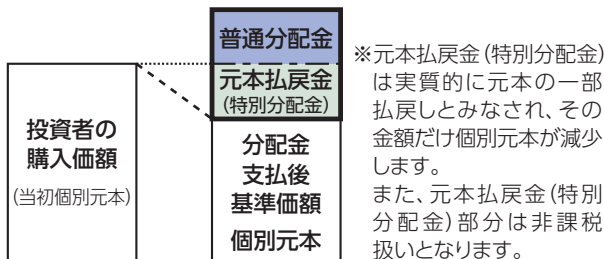 普通分配金
元本払戻金
(特別分配金)
投資者の
購入価額
(当初個別元本)
分配金
支払後
基準価額
個別元本
※元本払戻金(特別分配金)
は実質的に元本の一部
払戻しとみなされ、その
金額だけ個別元本が減少
します。
また、元本払戻金(特別
分配金)部分は非課税
扱いとなります。